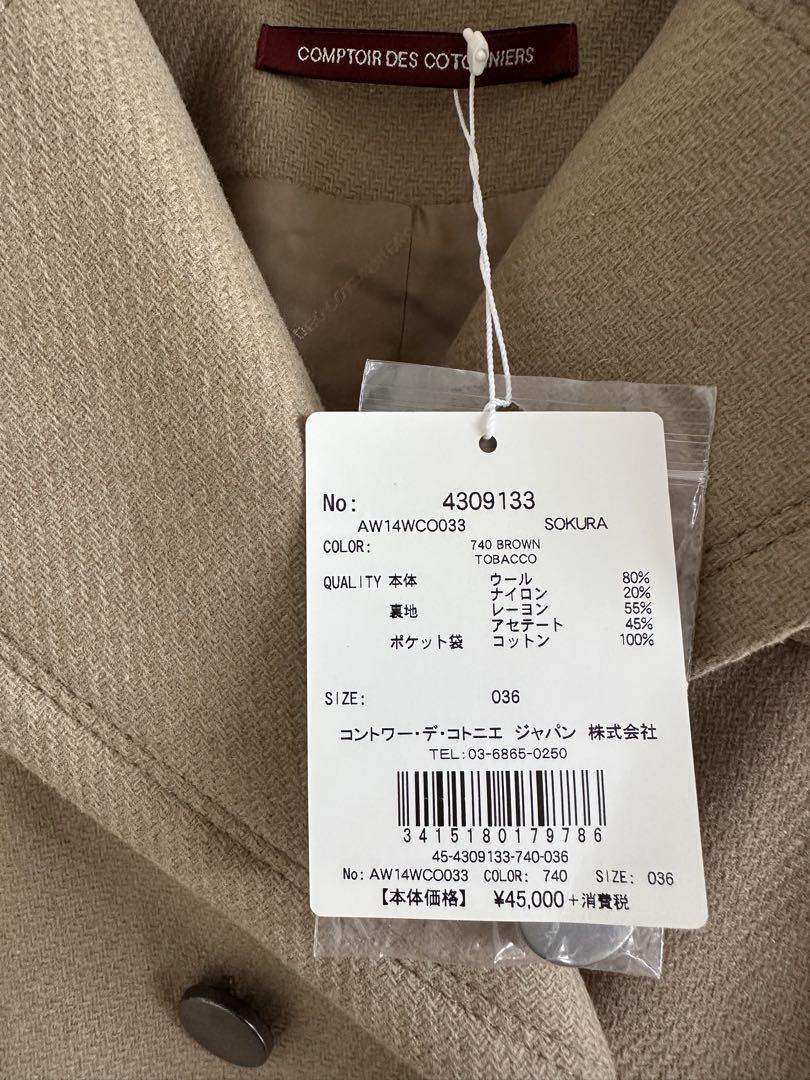 COMPTOIR DES COTONNIERS
No: 4309133
AW14WCO033 SOKURA
COLOR: 740 BROWN
TOBACCO
QUALITY 本体 ウール 80%
ナイロン 20%
裏地 レーヨン 55%
アセテート 45%
ポケット袋 コットン 100%
SIZE: 036
コントワー・デ・コトニエ ジャパン 株式会社
TEL:03-6865-0250
3415180179786
45-4309133-740-036
No: AW14WCO033 COLOR: 740 SIZE: 036
【本体価格】 ¥45,000+消費税